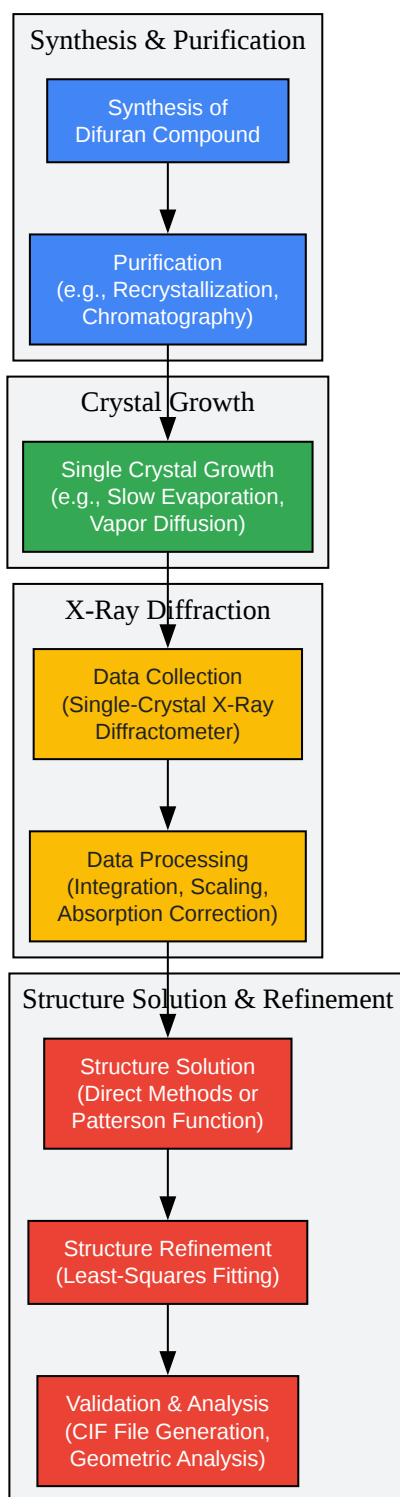 Synthesis & Purification
Synthesis of
Difuran Compound
Purification
(e.g., Recrystallization,
Chromatography)
Crystal Growth
Single Crystal Growth
(e.g., Slow Evaporation,
Vapor Diffusion)
X-Ray Diffraction
Data Collection
(Single-Crystal X-Ray
Diffractometer)
Data Processing
(Integration, Scaling,
Absorption Correction)
Structure Solution & Refinement
Structure Solution
(Direct Methods or
Patterson Function)
Structure Refinement
(Least-Squares Fitting)
Validation & Analysis
(CIF File Generation,
Geometric Analysis)